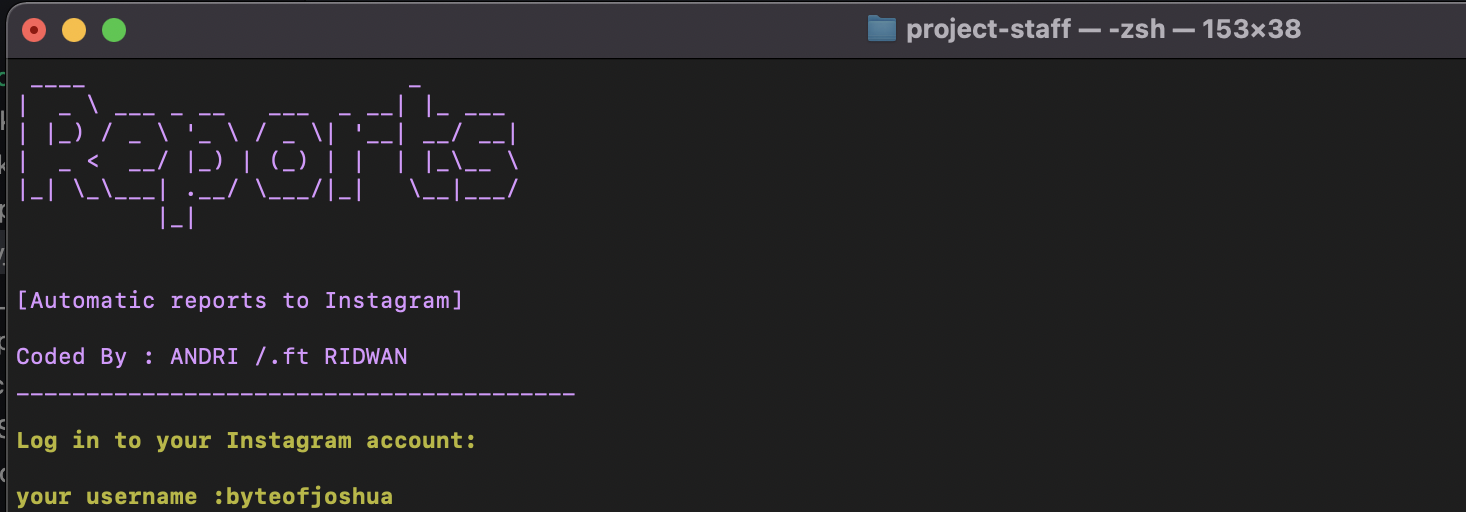 project-staff — -zsh — 153×38
Reports
[Automatic reports to Instagram]
Coded By : ANDRI /.ft RIDWAN
----------------------------------------
Log in to your Instagram account:
your username :byteofjoshua